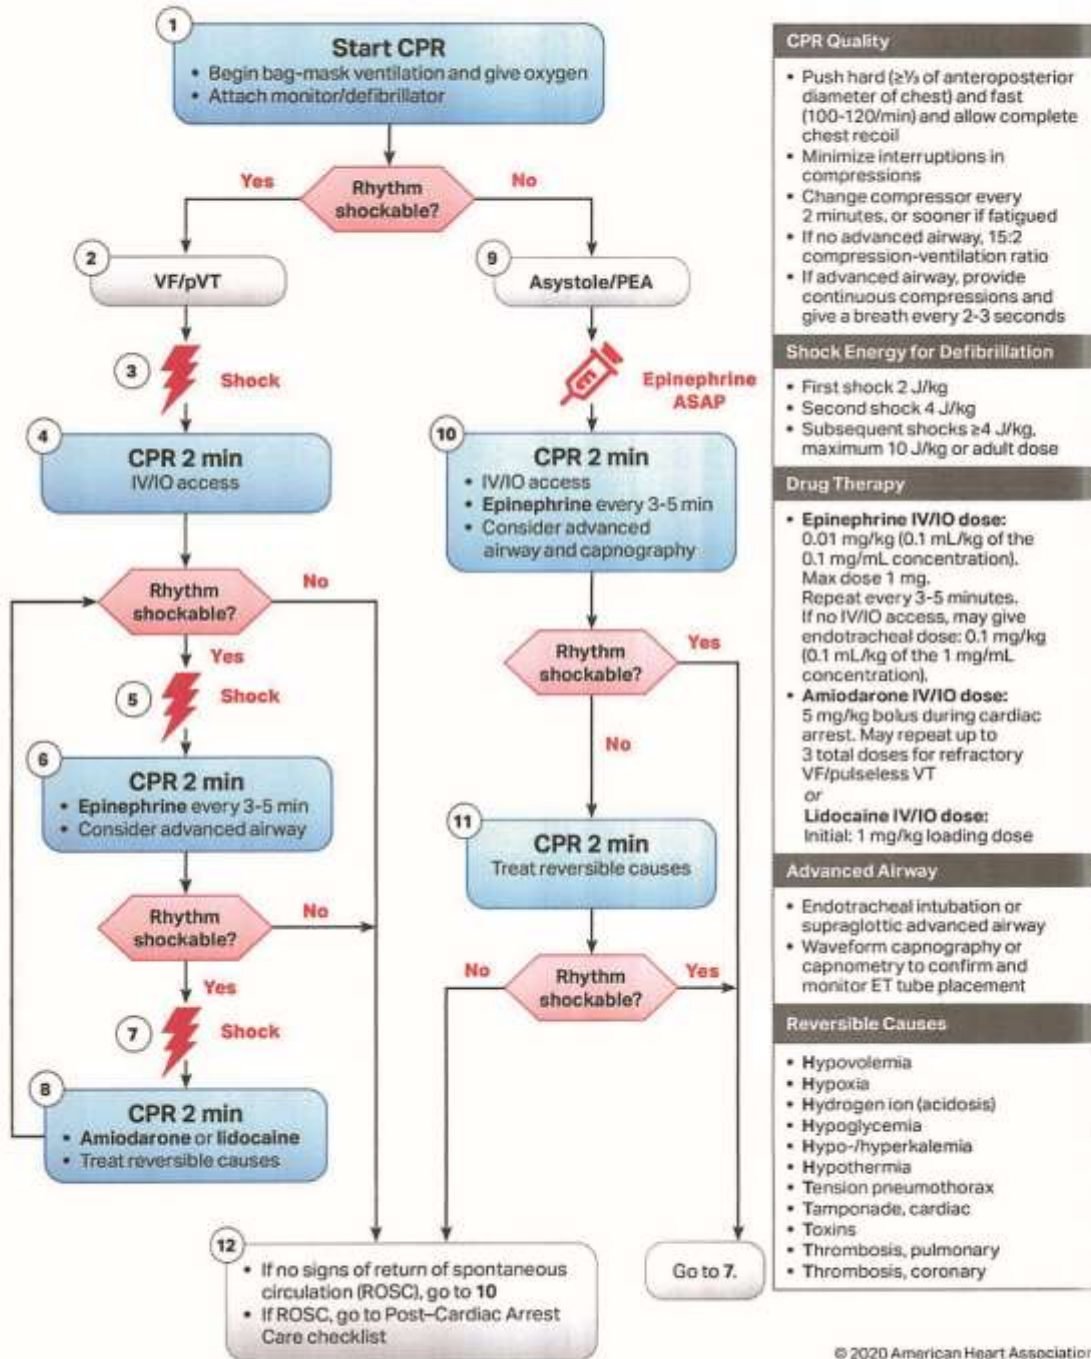 1
Start CPR
• Begin bag-mask ventilation and give oxygen
• Attach monitor/defibrillator
Rhythm
shockable?
Yes
No
2
VF/pVT
3
Shock
4
CPR 2 min
IV/IO access
Rhythm
shockable?
No
Yes
5
Shock
6
CPR 2 min
• Epinephrine every 3-5 min
• Consider advanced airway
Rhythm
shockable?
No
Yes
7
Shock
8
CPR 2 min
• Amiodarone or lidocaine
• Treat reversible causes
9
Asystole/PEA
Epinephrine
ASAP
10
CPR 2 min
• IV/IO access
• Epinephrine every 3-5 min
• Consider advanced
airway and capnography
Rhythm
shockable?
Yes
No
11
CPR 2 min
Treat reversible causes
No
Rhythm
shockable?
Yes
12
• If no signs of return of spontaneous
circulation (ROSC), go to 10
• If ROSC, go to Post–Cardiac Arrest
Care checklist
Go to 7.
CPR Quality
• Push hard (≥⅓ of anteroposterior
diameter of chest) and fast
(100-120/min) and allow complete
chest recoil
• Minimize interruptions in
compressions
• Change compressor every
2 minutes, or sooner if fatigued
• If no advanced airway, 15:2
compression-ventilation ratio
• If advanced airway, provide
continuous compressions and
give a breath every 2-3 seconds
Shock Energy for Defibrillation
• First shock 2 J/kg
• Second shock 4 J/kg
• Subsequent shocks ≥4 J/kg,
maximum 10 J/kg or adult dose
Drug Therapy
• Epinephrine IV/IO dose:
0.01 mg/kg (0.1 mL/kg of the
0.1 mg/mL concentration).
Max dose 1 mg.
Repeat every 3-5 minutes.
If no IV/IO access, may give
endotracheal dose: 0.1 mg/kg
(0.1 mL/kg of the 1 mg/mL
concentration).
• Amiodarone IV/IO dose:
5 mg/kg bolus during cardiac
arrest. May repeat up to
3 total doses for refractory
VF/pulseless VT
or
Lidocaine IV/IO dose:
Initial: 1 mg/kg loading dose
Advanced Airway
• Endotracheal intubation or
supraglottic advanced airway
• Waveform capnography or
capnometry to confirm and
monitor ET tube placement
Reversible Causes
• Hypovolemia
• Hypoxia
• Hydrogen ion (acidosis)
• Hypoglycemia
• Hypo-/hyperkalemia
• Hypothermia
• Tension pneumothorax
• Tamponade, cardiac
• Toxins
• Thrombosis, pulmonary
• Thrombosis, coronary
© 2020 American Heart Association